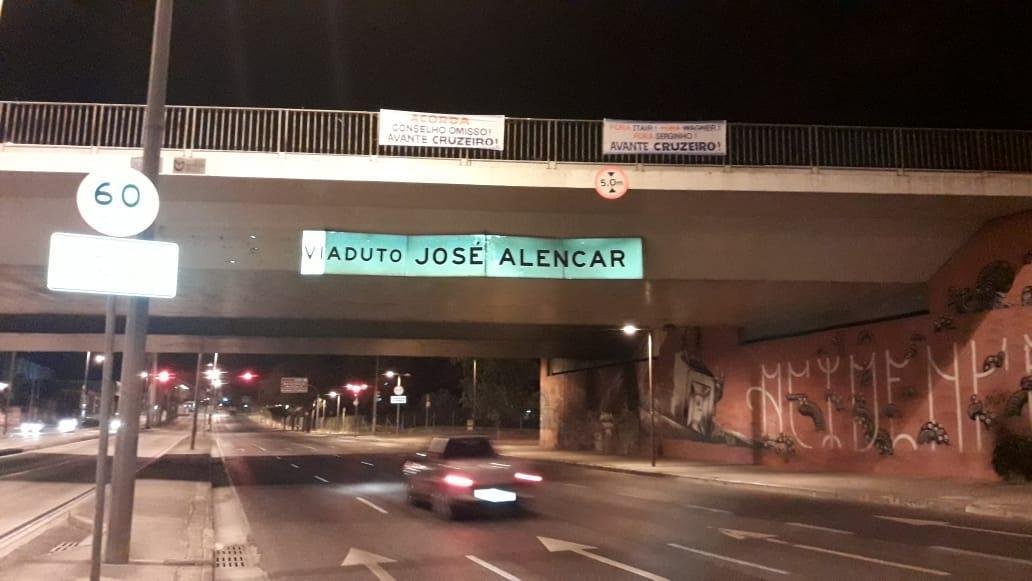 ACORDA
CONSELHO OMISSO!
AVANTE CRUZEIRO!
FORA ITAIR! FORA WAGNER!
FORA SERGINHO!
AVANTE CRUZEIRO!
5,0m
60
VIADUTO JOSÉ ALENCAR